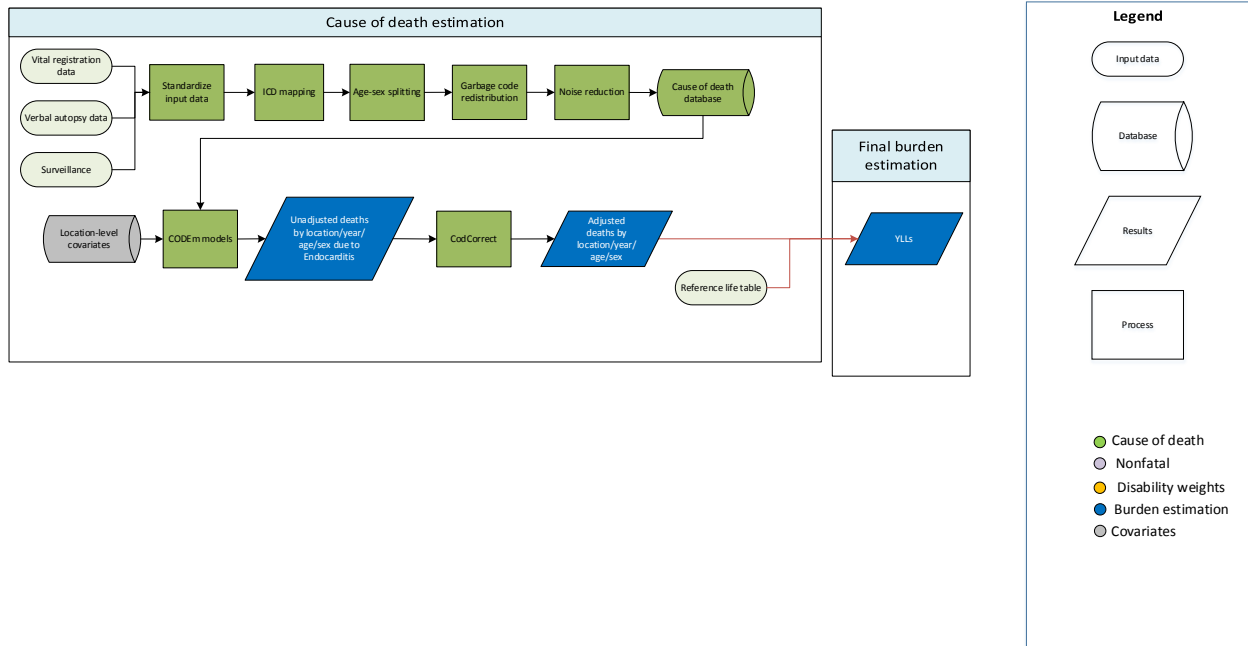 Cause of death estimation
Vital registration
data
Verbal autopsy data
Surveillance
Standardize
input data
ICD mapping
Age-sex splitting
Garbage code
redistribution
Noise reduction
Cause of death
database
Location-level
covariates
CODEm models
Unadjusted deaths
by location/year/
age/sex due to
Endocarditis
CodCorrect
Adjusted
deaths by
location/year/
age/sex
Reference life table
Final burden
estimation
YLLs
Legend
Input data
Database
Results
Process
Cause of death
Nonfatal
Disability weights
Burden estimation
Covariates